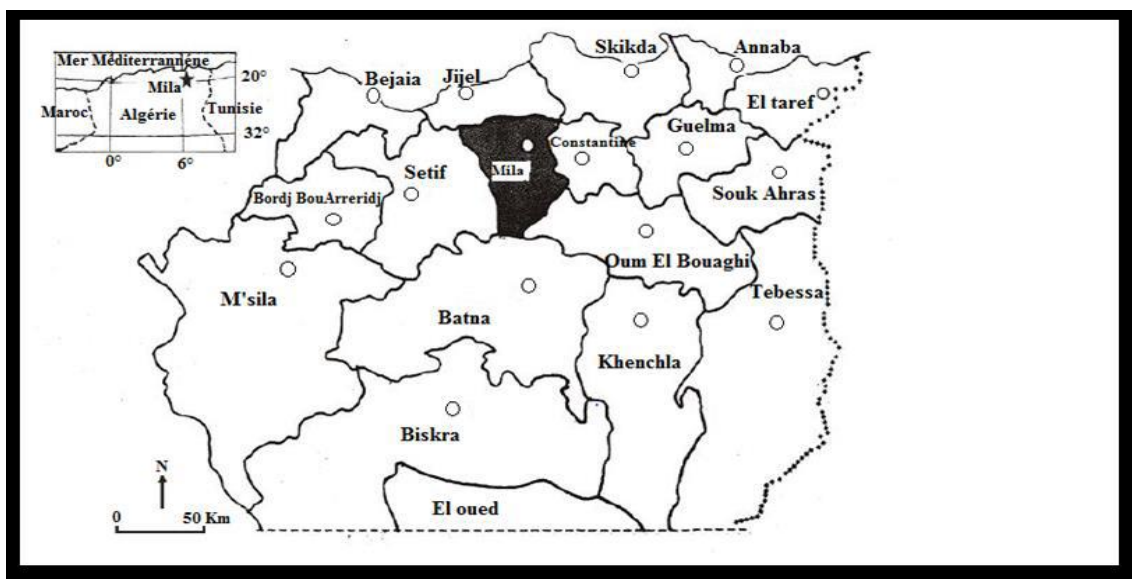 Mer Méditerrannéne
20°
Mila
Maroc
Algérie
Tunisie
32°
0°
6°
Skikda
Annaba
Bejaia
Jijel
El taref
Guelma
Constantine
Mila
Setif
Souk Ahras
Bordj BouArreridj
Oum El Bouaghi
Tebessa
M'sila
Batna
Khenchla
Biskra
N
El oued
0
50 Km